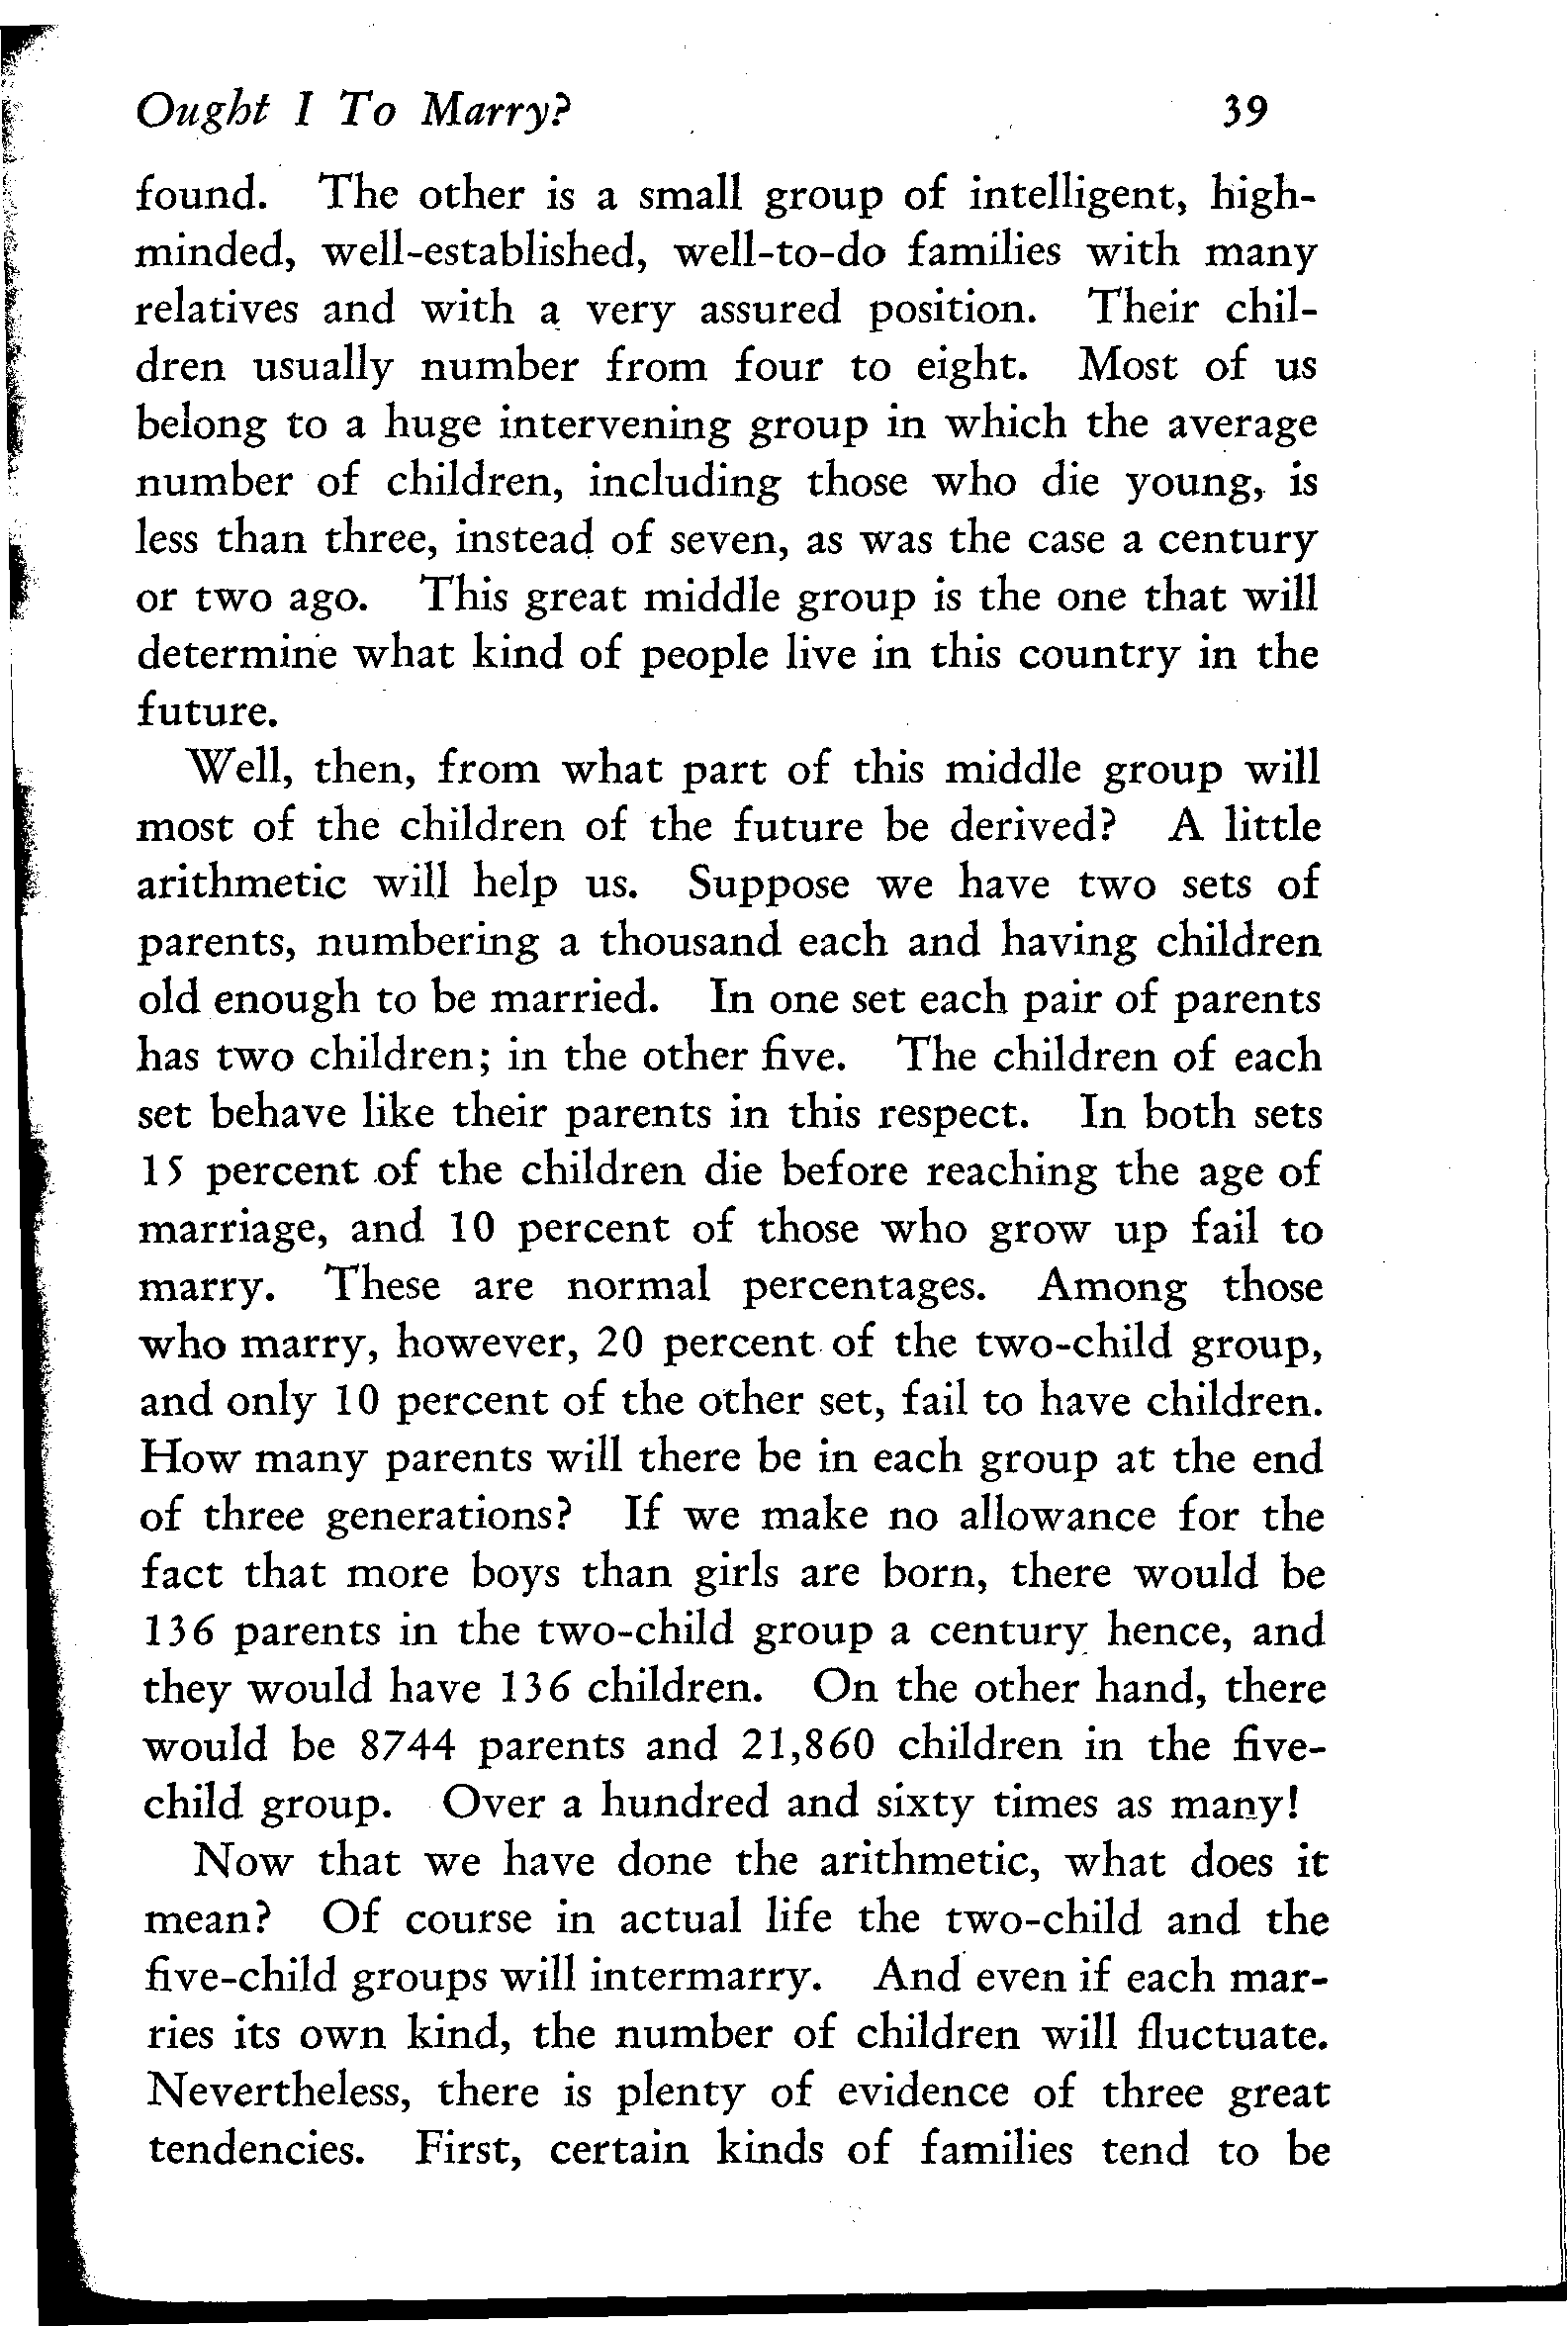 Ought I To Marry? 39
found. The other is a small group of intelligent, high-
minded, well-established, well-to-do families with many
relatives and with a very assured position. Their chil-
dren usually number from four to eight. Most of us
belong to a huge intervening group in which the average
number of children, including those who die young, is
less than three, instead of seven, as was the case a century
or two ago. This great middle group is the one that will
determine what kind of people live in this country in the
future.
Well, then, from what part of this middle group will
most of the children of the future be derived? A little
arithmetic will help us. Suppose we have two sets of
parents, numbering a thousand each and having children
old enough to be married. In one set each pair of parents
has two children; in the other five. The children of each
set behave like their parents in this respect. In both sets
15 percent of the children die before reaching the age of
marriage, and 10 percent of those who grow up fail to
marry. These are normal percentages. Among those
who marry, however, 20 percent of the two-child group,
and only 10 percent of the other set, fail to have children.
How many parents will there be in each group at the end
of three generations? If we make no allowance for the
fact that more boys than girls are born, there would be
136 parents in the two-child group a century hence, and
they would have 136 children. On the other hand, there
would be 8744 parents and 21,860 children in the five-
child group. Over a hundred and sixty times as many!
Now that we have done the arithmetic, what does it
mean? Of course in actual life the two-child and the
five-child groups will intermarry. And even if each mar-
ries its own kind, the number of children will fluctuate.
Nevertheless, there is plenty of evidence of three great
tendencies. First, certain kinds of families tend to be